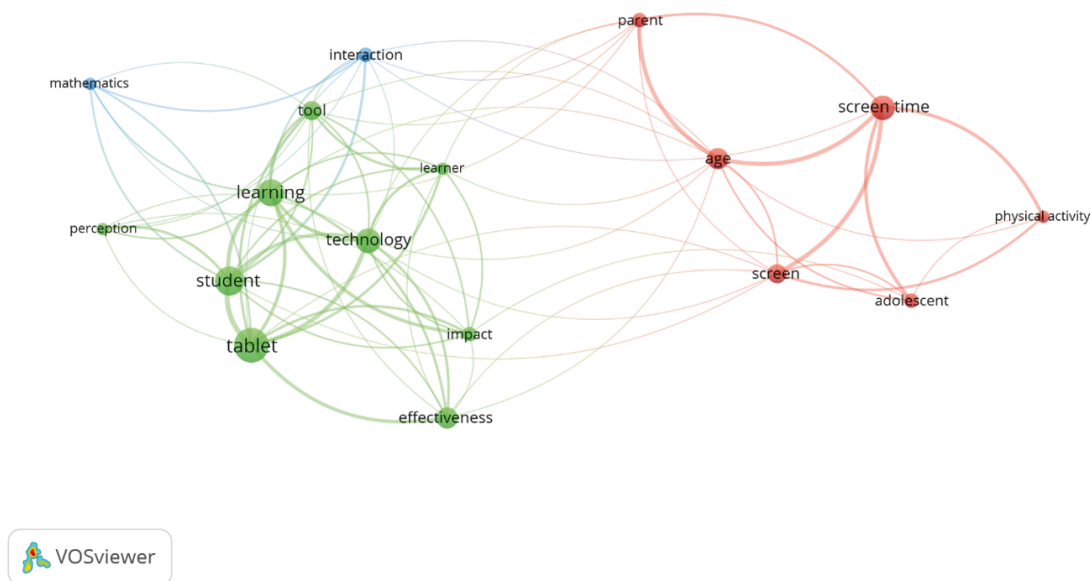 parent
interaction
mathematics
tool
screen time
age
learner
learning
physical activity
perception
technology
screen
student
adolescent
impact
tablet
effectiveness
VOSviewer